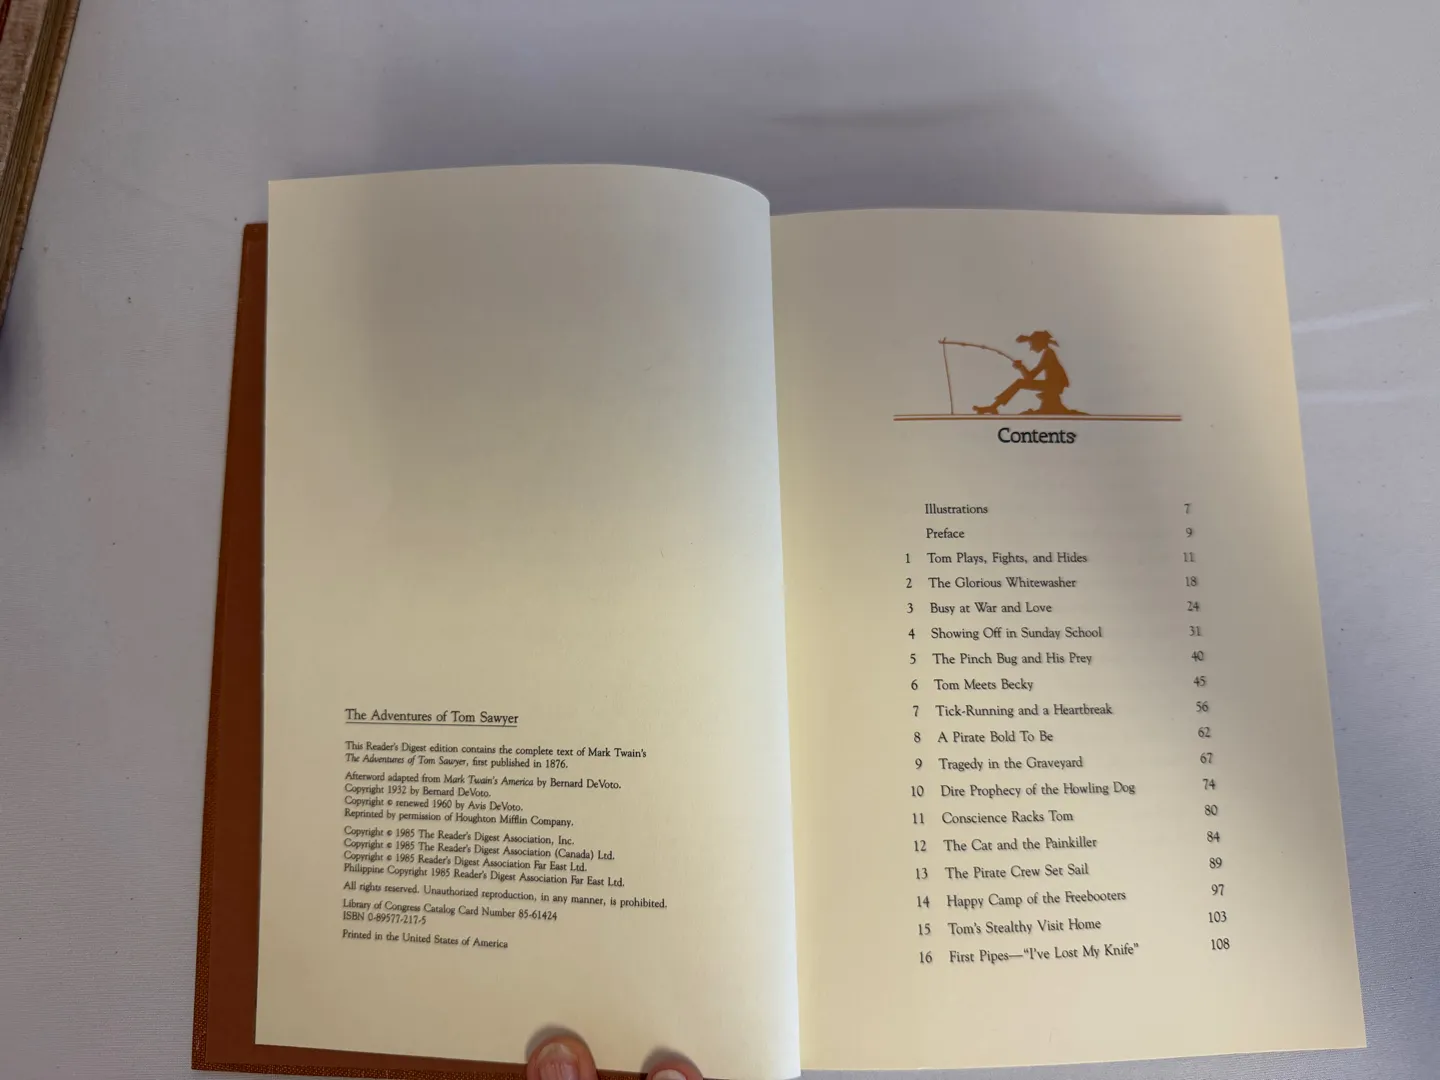 The Adventures of Tom Sawyer
This Reader's Digest edition contains the complete text of Mark Twain's
The Adventures of Tom Sawyer, first published in 1876.
Afterword adapted from Mark Twain's America by Bernard DeVoto.
Copyright 1932 by Bernard DeVoto.
Copyright © renewed 1960 by Avis DeVoto.
Reprinted by permission of Houghton Mifflin Company.
Copyright © 1985 The Reader's Digest Association, Inc.
Copyright © 1985 The Reader's Digest Association (Canada) Ltd.
Copyright © 1985 Reader's Digest Association Far East Ltd.
Philippine Copyright 1985 Reader's Digest Association Far East Ltd.
All rights reserved. Unauthorized reproduction, in any manner, is prohibited.
Library of Congress Catalog Card Number 85-61424
ISBN 0-89577-217-5
Printed in the United States of America
Contents
Illustrations 7
Preface 9
1 Tom Plays, Fights, and Hides 11
2 The Glorious Whitewasher 18
3 Busy at War and Love 24
4 Showing Off in Sunday School 31
5 The Pinch Bug and His Prey 40
6 Tom Meets Becky 45
7 Tick-Running and a Heartbreak 56
8 A Pirate Bold To Be 62
9 Tragedy in the Graveyard 67
10 Dire Prophecy of the Howling Dog 74
11 Conscience Racks Tom 80
12 The Cat and the Painkiller 84
13 The Pirate Crew Set Sail 89
14 Happy Camp of the Freebooters 97
15 Tom's Stealthy Visit Home 103
16 First Pipes—"I've Lost My Knife" 108